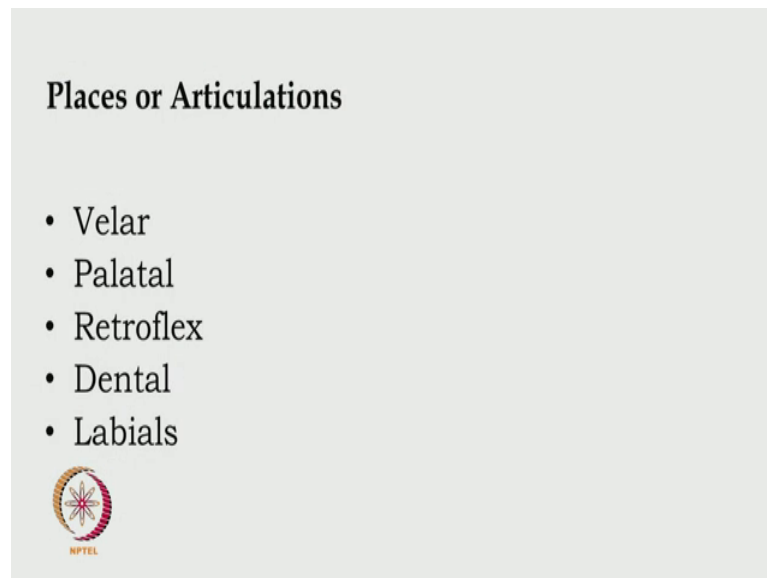 Places or Articulations
• Velar
• Palatal
• Retroflex
• Dental
• Labials
NPTEL